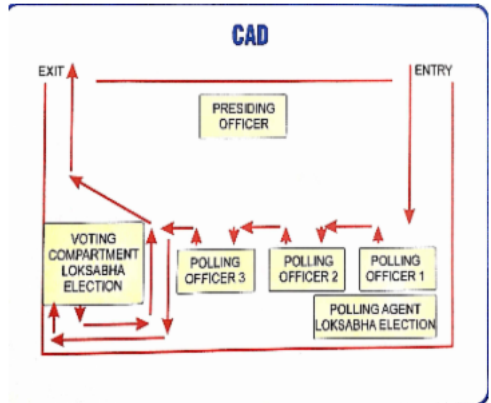 CAD
EXIT
ENTRY
PRESIDING
OFFICER
VOTING
COMPARTMENT
LOKSABHA
ELECTION
POLLING
OFFICER 3
POLLING
OFFICER 2
POLLING
OFFICER 1
POLLING AGENT
LOKSABHA ELECTION